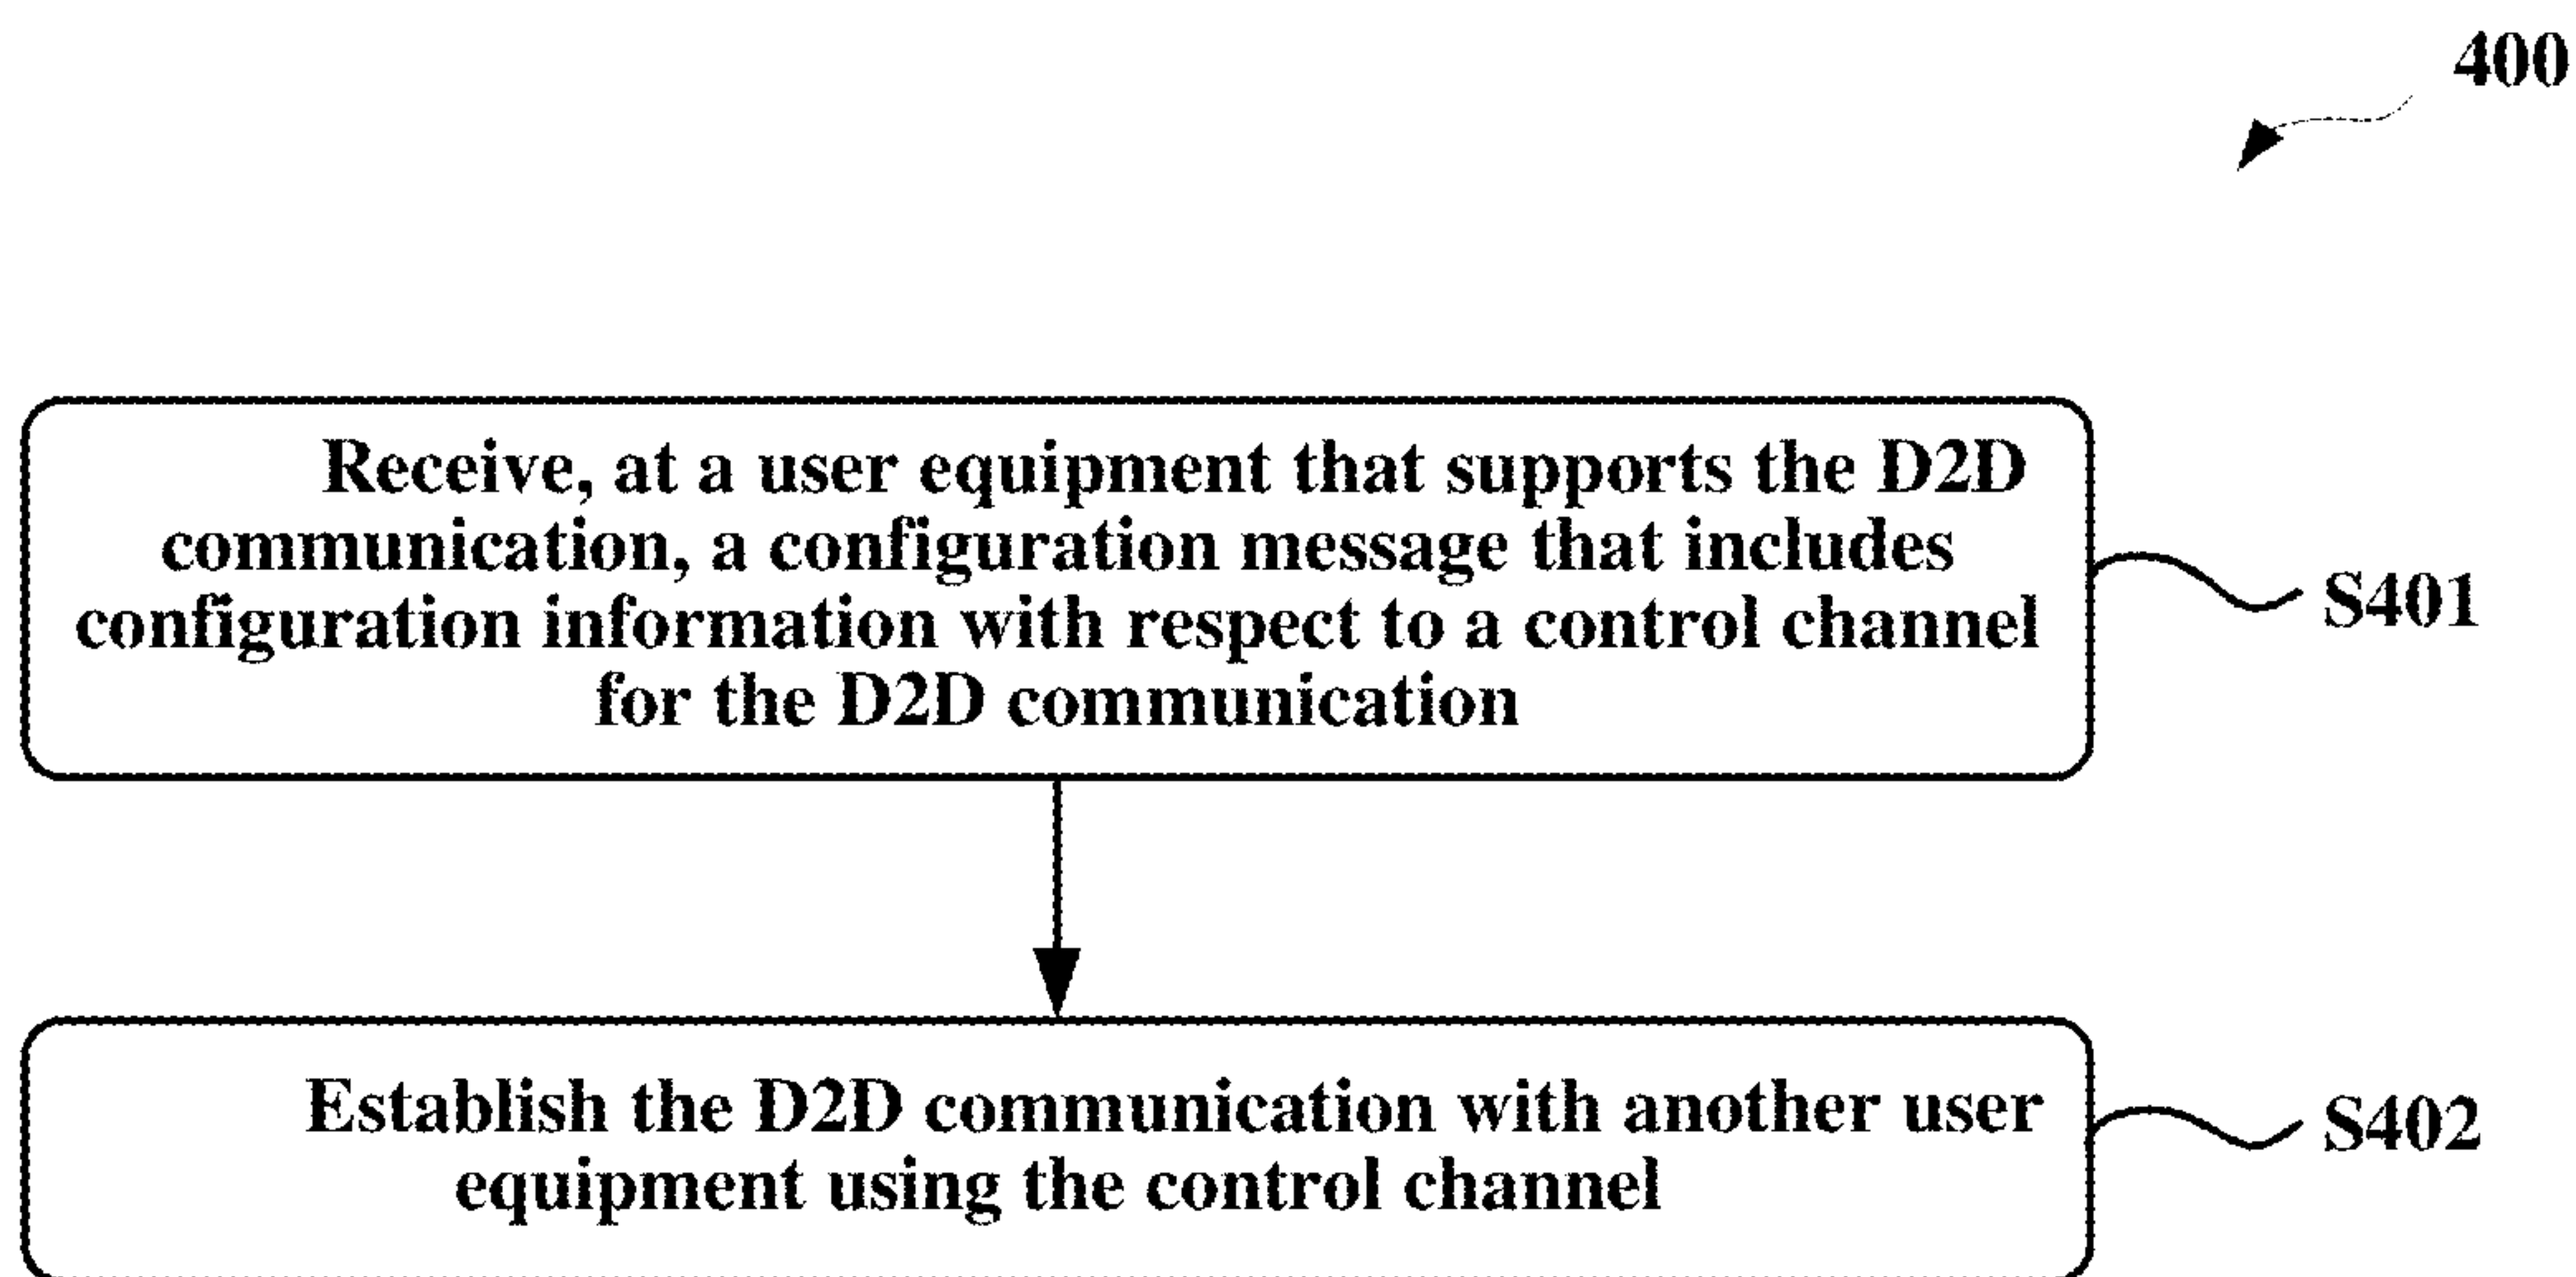 400
Receive, at a user equipment that supports the D2D
communication, a configuration message that includes
configuration information with respect to a control channel
for the D2D communication
S401
Establish the D2D communication with another user
equipment using the control channel
S402